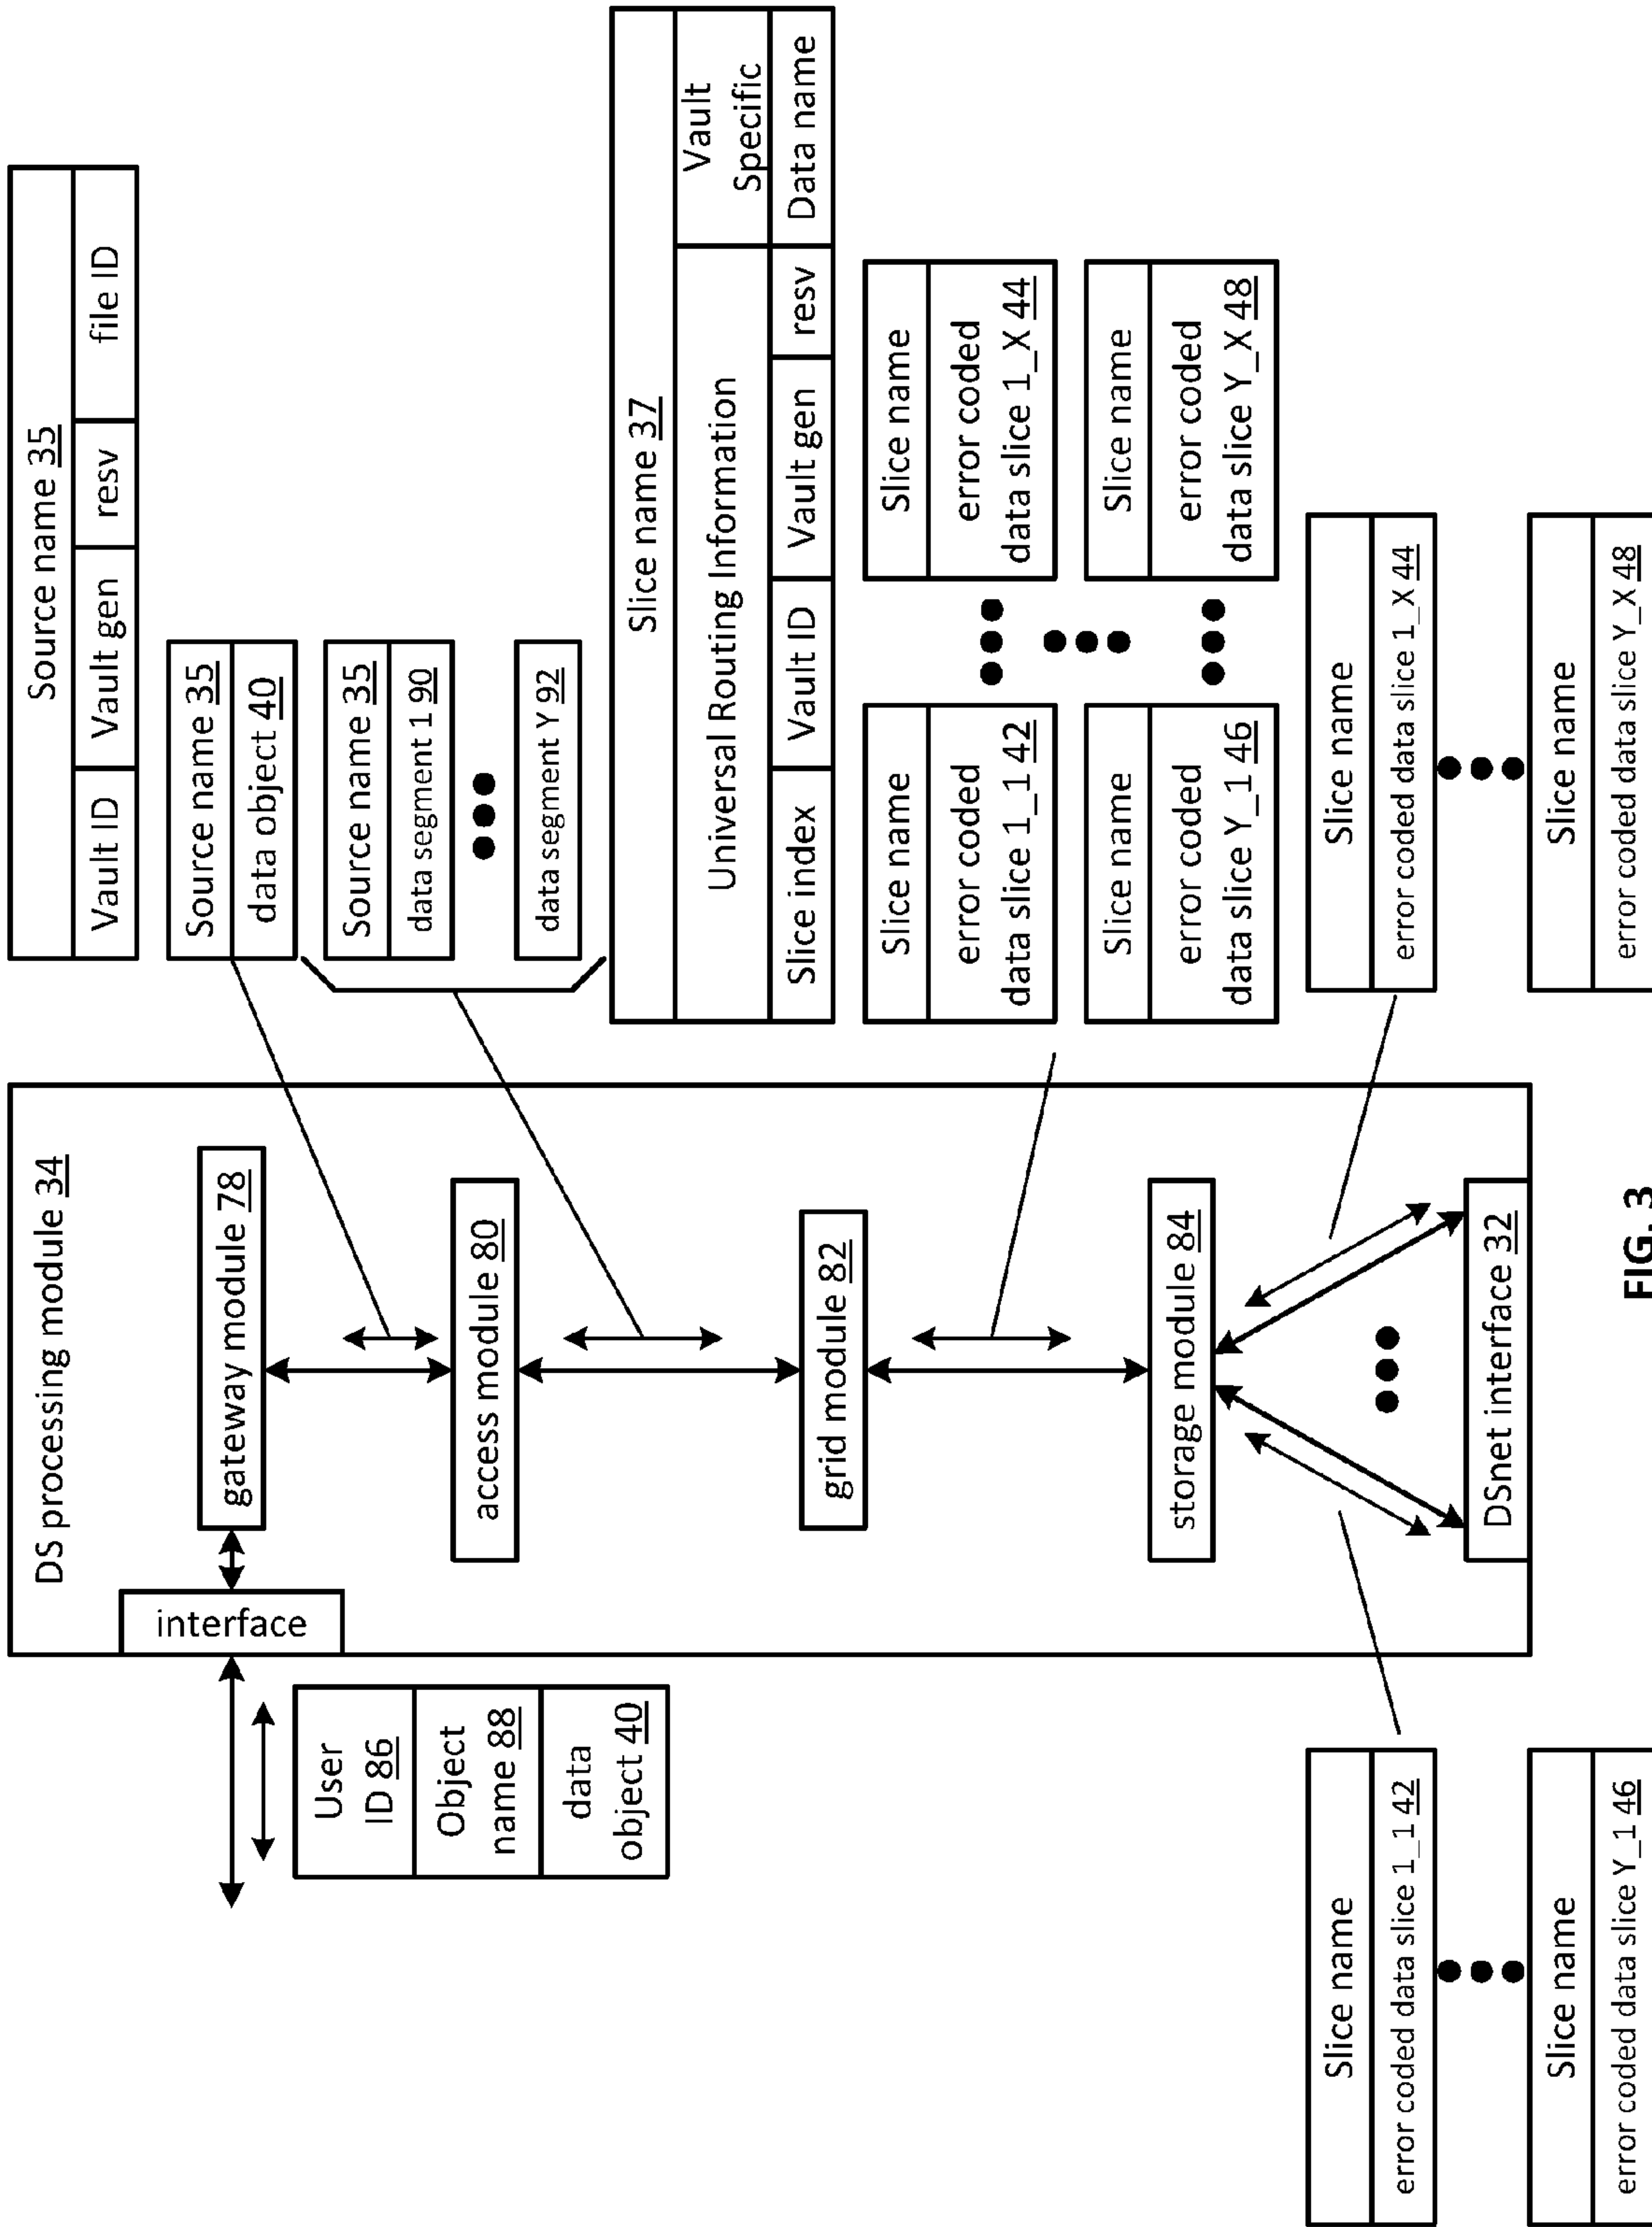 DS processing module 34
interface
gateway module 78
access module 80
grid module 82
storage module 84
DSnet interface 32
User
ID 86
Object
name 88
data
object 40
Source name 35
Vault ID
Vault gen
resv
file ID
Source name 35
data object 40
Source name 35
data segment 1 90
data segment Y 92
Slice name 37
Universal Routing Information
Vault
Specific
Slice index
Vault ID
Vault gen
resv
Data name
Slice name
error coded
data slice 1_1 42
Slice name
error coded
data slice 1_X 44
Slice name
error coded
data slice Y_1 46
Slice name
error coded
data slice Y_X 48
Slice name
error coded data slice 1_1 42
Slice name
error coded data slice Y_1 46
Slice name
error coded data slice 1_X 44
Slice name
error coded data slice Y_X 48
FIG. 3